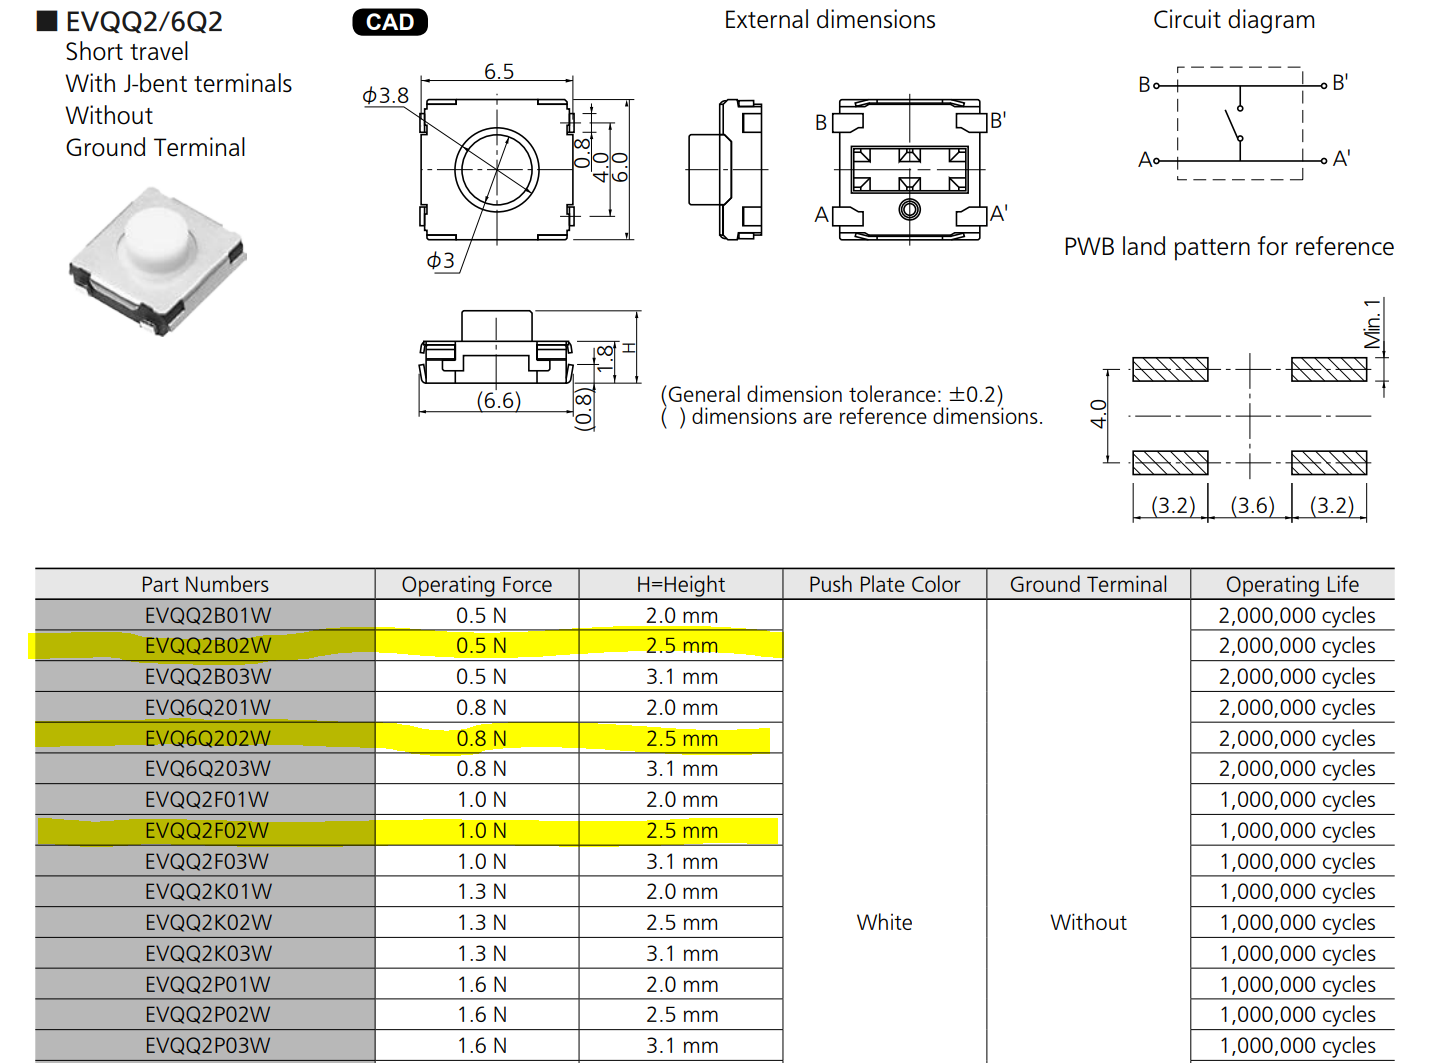 ■ EVQQ2/6Q2
Short travel
With J-bent terminals
Without
Ground Terminal
CAD
External dimensions
Circuit diagram
6.5
ϕ3.8
0.8
4.0
6.0
ϕ3
B
B'
A
A'
B
B'
A
A'
PWB land pattern for reference
1.8
H
(6.6)
(0.8)
(General dimension tolerance: ±0.2)
( ) dimensions are reference dimensions.
Min. 1
4.0
(3.2) (3.6) (3.2)
Part Numbers Operating Force H=Height Push Plate Color Ground Terminal Operating Life
EVQQ2B01W 0.5 N 2.0 mm 2,000,000 cycles
EVQQ2B02W 0.5 N 2.5 mm 2,000,000 cycles
EVQQ2B03W 0.5 N 3.1 mm 2,000,000 cycles
EVQ6Q201W 0.8 N 2.0 mm 2,000,000 cycles
EVQ6Q202W 0.8 N 2.5 mm 2,000,000 cycles
EVQ6Q203W 0.8 N 3.1 mm 2,000,000 cycles
EVQQ2F01W 1.0 N 2.0 mm 1,000,000 cycles
EVQQ2F02W 1.0 N 2.5 mm 1,000,000 cycles
EVQQ2F03W 1.0 N 3.1 mm 1,000,000 cycles
EVQQ2K01W 1.3 N 2.0 mm 1,000,000 cycles
EVQQ2K02W 1.3 N 2.5 mm White Without 1,000,000 cycles
EVQQ2K03W 1.3 N 3.1 mm 1,000,000 cycles
EVQQ2P01W 1.6 N 2.0 mm 1,000,000 cycles
EVQQ2P02W 1.6 N 2.5 mm 1,000,000 cycles
EVQQ2P03W 1.6 N 3.1 mm 1,000,000 cycles